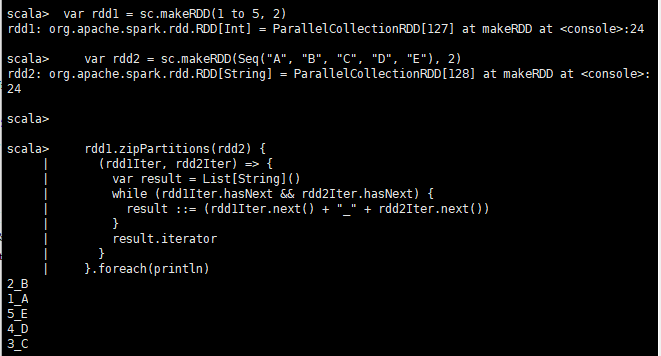 scala>  var rdd1 = sc.makeRDD(1 to 5, 2)
rdd1: org.apache.spark.rdd.RDD[Int] = ParallelCollectionRDD[127] at makeRDD at <console>:24
scala>     var rdd2 = sc.makeRDD(Seq("A", "B", "C", "D", "E"), 2)
rdd2: org.apache.spark.rdd.RDD[String] = ParallelCollectionRDD[128] at makeRDD at <console>:
24
scala>
scala>     rdd1.zipPartitions(rdd2) {
     |       (rdd1Iter, rdd2Iter) => {
     |         var result = List[String]()
     |         while (rdd1Iter.hasNext && rdd2Iter.hasNext) {
     |           result ::= (rdd1Iter.next() + "_" + rdd2Iter.next())
     |         }
     |         result.iterator
     |       }
     |     }.foreach(println)
2_B
1_A
5_E
4_D
3_C